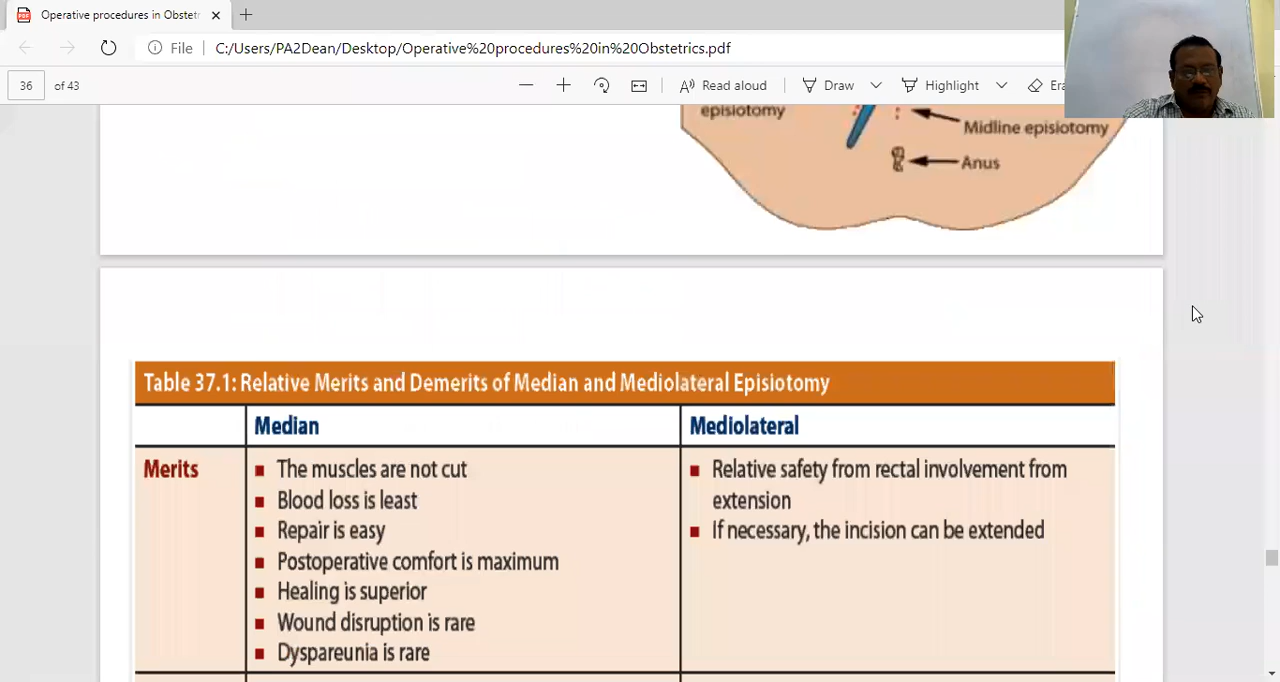 Operative procedures in Obstetr
File C:/Users/PA2Dean/Desktop/Operative%20procedures%20in%20Obstetrics.pdf
36 of 43 Read aloud Draw Highlight Era
episiotomy
Midline episiotomy
Anus
Table 37.1: Relative Merits and Demerits of Median and Mediolateral Episiotomy
Median Mediolateral
Merits
The muscles are not cut
Blood loss is least
Repair is easy
Postoperative comfort is maximum
Healing is superior
Wound disruption is rare
Dyspareunia is rare
Relative safety from rectal involvement from
extension
If necessary, the incision can be extended